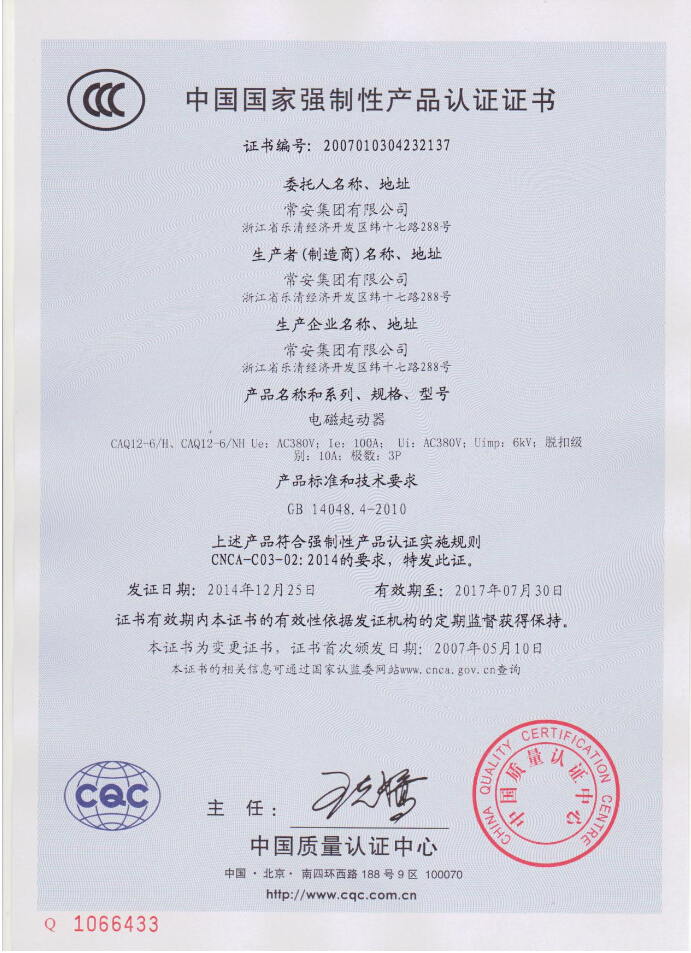 CCC
中国国家强制性产品认证证书
证书编号：2007010304232137
委托人名称、地址
常安集团有限公司
浙江省乐清经济开发区纬十七路288号
生产者(制造商)名称、地址
常安集团有限公司
浙江省乐清经济开发区纬十七路288号
生产企业名称、地址
常安集团有限公司
浙江省乐清经济开发区纬十七路288号
产品名称和系列、规格、型号
电磁起动器
CAQ12-6/H、CAQ12-6/NH Ue：AC380V；Ie：100A； Ui：AC380V；Uimp：6kV；脱扣级
别：10A；极数：3P
产品标准和技术要求
GB 14048.4-2010
上述产品符合强制性产品认证实施规则
CNCA-C03-02:2014的要求，特发此证。
发证日期：2014年12月25日 有效期至：2017年07月30日
证书有效期内本证书的有效性依据发证机构的定期监督获得保持。
本证书为变更证书，证书首次颁发日期：2007年05月10日
本证书的相关信息可通过国家认监委网站www.cnca.gov.cn查询
CQC
主 任：
CHINA QUALITY CERTIFICATION CENTRE
中国质量认证中心
中国质量认证中心
中国·北京·南四环西路188号9区 100070
http://www.cqc.com.cn
Q 1066433